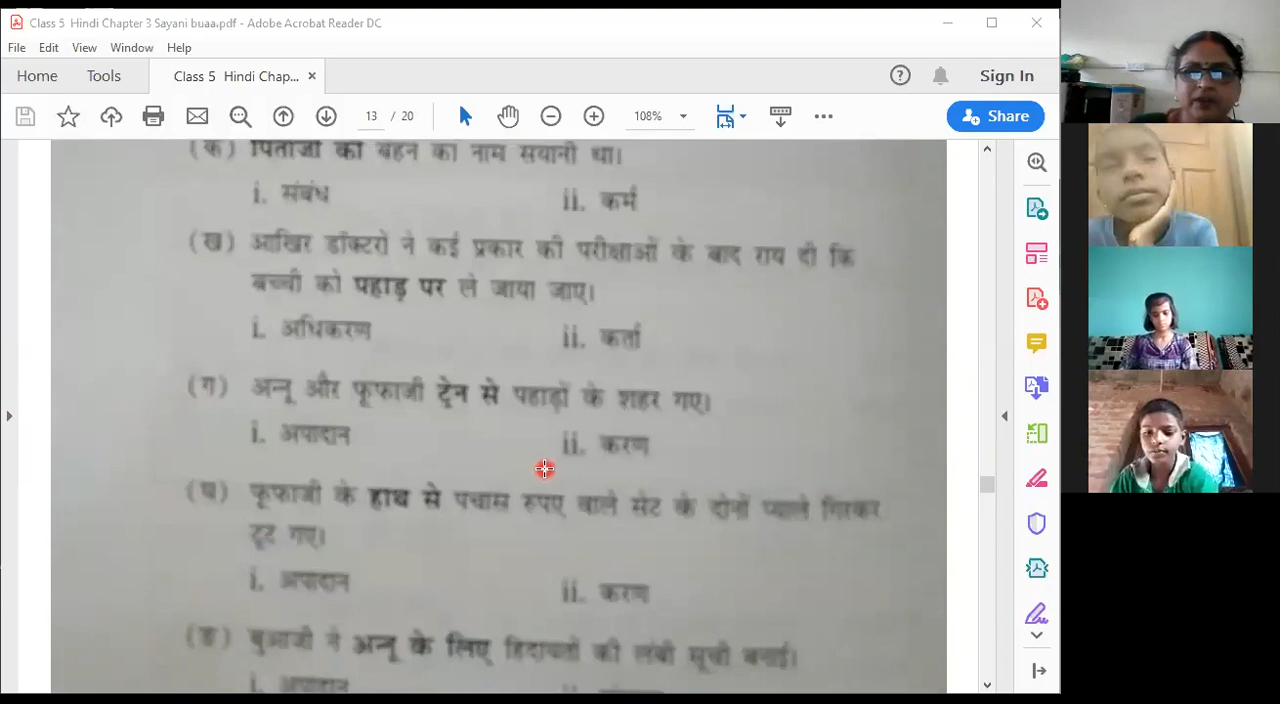 Class 5 Hindi Chapter 3 Sayani buaa.pdf - Adobe Acrobat Reader DC
File Edit View Window Help
Home Tools Class 5 Hindi Chap... × Sign In
13 / 20 108% Share
(क) पिताजी की बहन का नाम सयानी था।
i. संबंध ii. कर्म
(ख) आखिर डॉक्टरों ने कई प्रकार की परीक्षाओं के बाद राय दी कि
बच्ची को पहाड़ पर ले जाया जाए।
i. अधिकरण ii. कर्ता
(ग) अन्नू और फूफाजी ट्रेन से पहाड़ों के शहर गए।
i. अपादान ii. करण
(घ) फूफाजी के हाथ से पचास रुपए वाले सेट के दोनों प्याले गिरकर
टूट गए।
i. अपादान ii. करण
(ङ) बुआजी ने अन्नू के लिए हिदायतों की लंबी सूची बनाई।
i. अपादान ii.